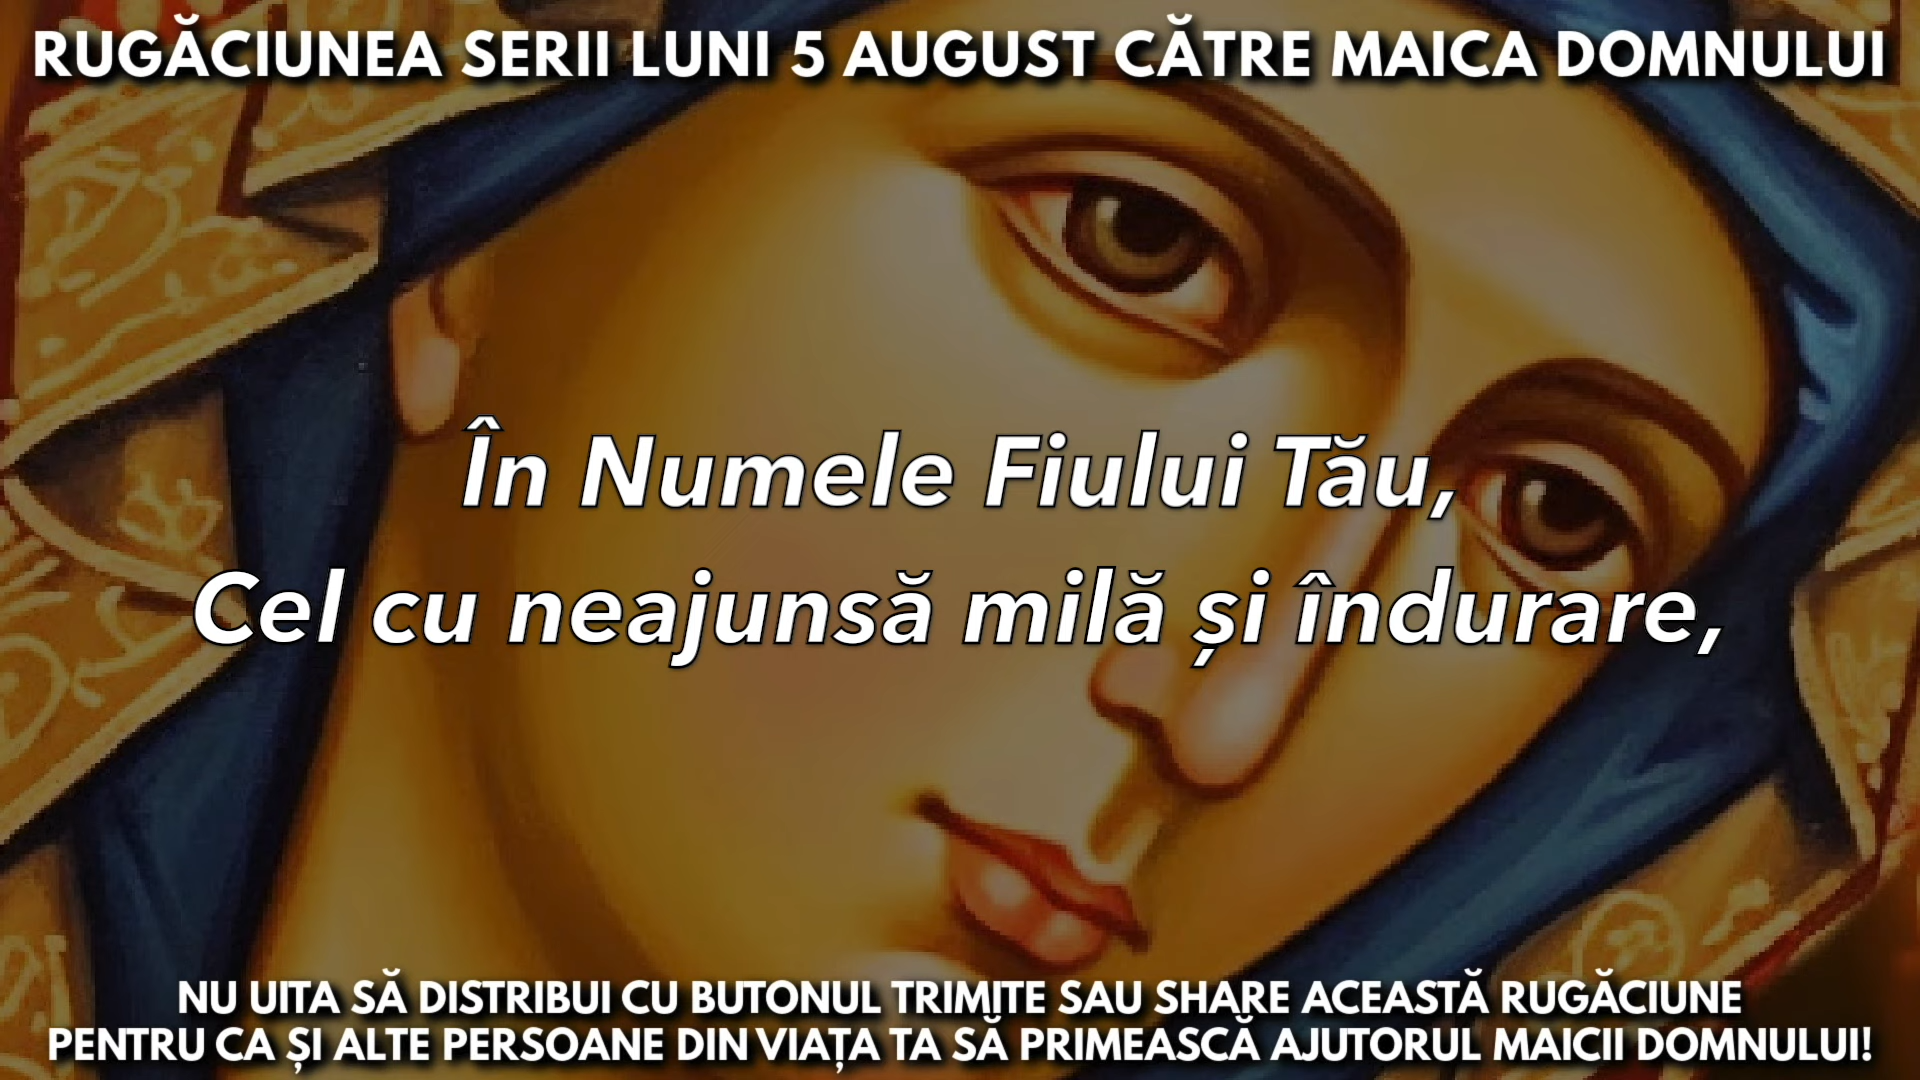 RUGĂCIUNEA SERII LUNI 5 AUGUST CĂTRE MAICA DOMNULUI
În Numele Fiului Tău,
Cel cu neajunsă milă și îndurare,
NU UITA SĂ DISTRIBUI CU BUTONUL TRIMITE SAU SHARE ACEASTĂ RUGĂCIUNE
PENTRU CA ȘI ALTE PERSOANE DIN VIAȚA TA SĂ PRIMEASCĂ AJUTORUL MAICII DOMNULUI!